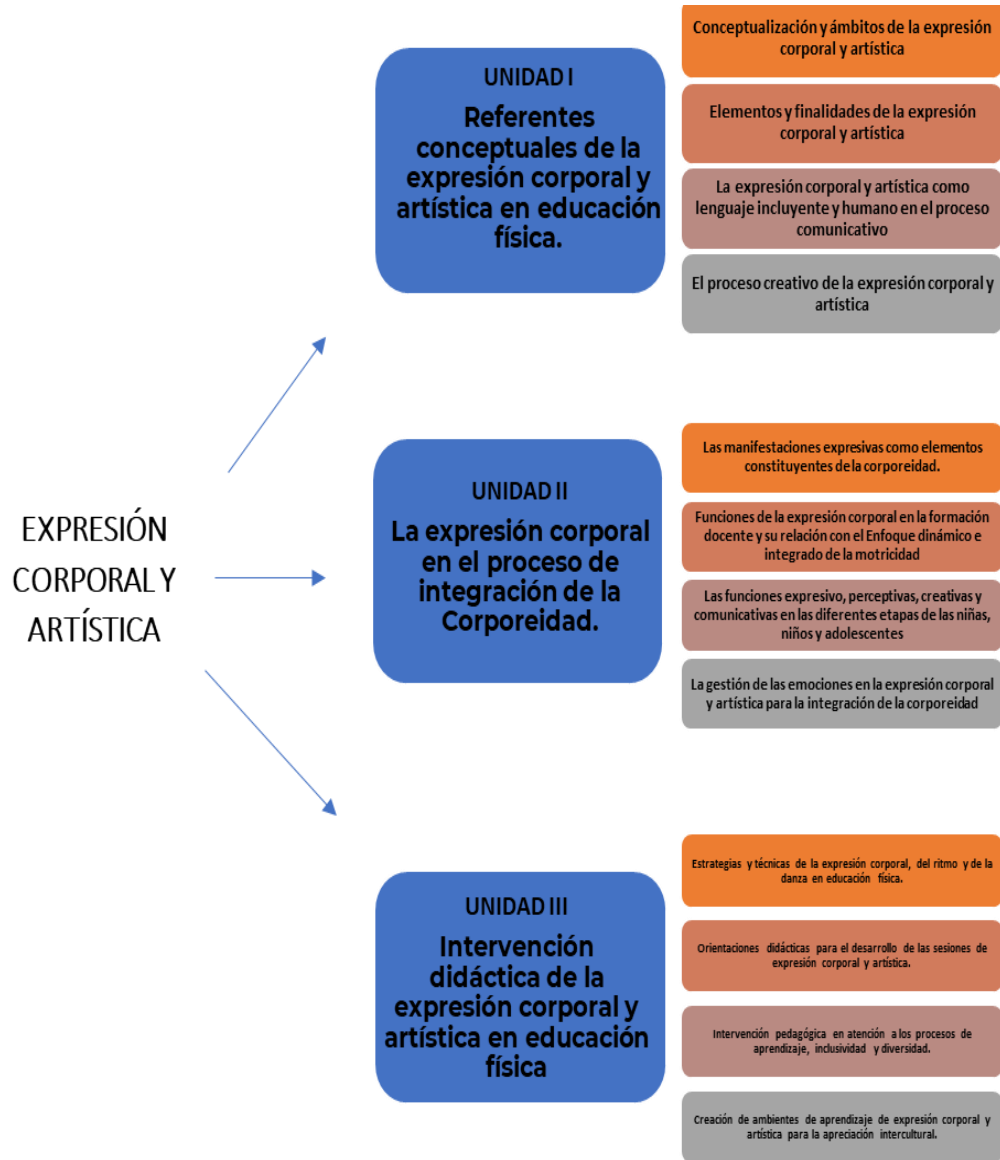 EXPRESIÓN
CORPORAL Y
ARTÍSTICA
UNIDAD I
Referentes
conceptuales de la
expresión corporal y
artística en educación
física.
Conceptualización y ámbitos de la expresión
corporal y artística
Elementos y finalidades de la expresión
corporal y artística
La expresión corporal y artística como
lenguaje incluyente y humano en el proceso
comunicativo
El proceso creativo de la expresión corporal y
artística
UNIDAD II
La expresión corporal
en el proceso de
integración de la
Corporeidad.
Las manifestaciones expresivas como elementos
constituyentes de la corporeidad.
Funciones de la expresión corporal en la formación
docente y su relación con el Enfoque dinámico e
integrado de la motricidad
Las funciones expresivo, perceptivas, creativas y
comunicativas en las diferentes etapas de las niñas,
niños y adolescentes
La gestión de las emociones en la expresión corporal
y artística para la integración de la corporeidad
UNIDAD III
Intervención
didáctica de la
expresión corporal y
artística en educación
física
Estrategias y técnicas de la expresión corporal, del ritmo y de la
danza en educación física.
Orientaciones didácticas para el desarrollo de las sesiones de
expresión corporal y artística.
Intervención pedagógica en atención a los procesos de
aprendizaje, inclusividad y diversidad.
Creación de ambientes de aprendizaje de expresión corporal y
artística para la apreciación intercultural.